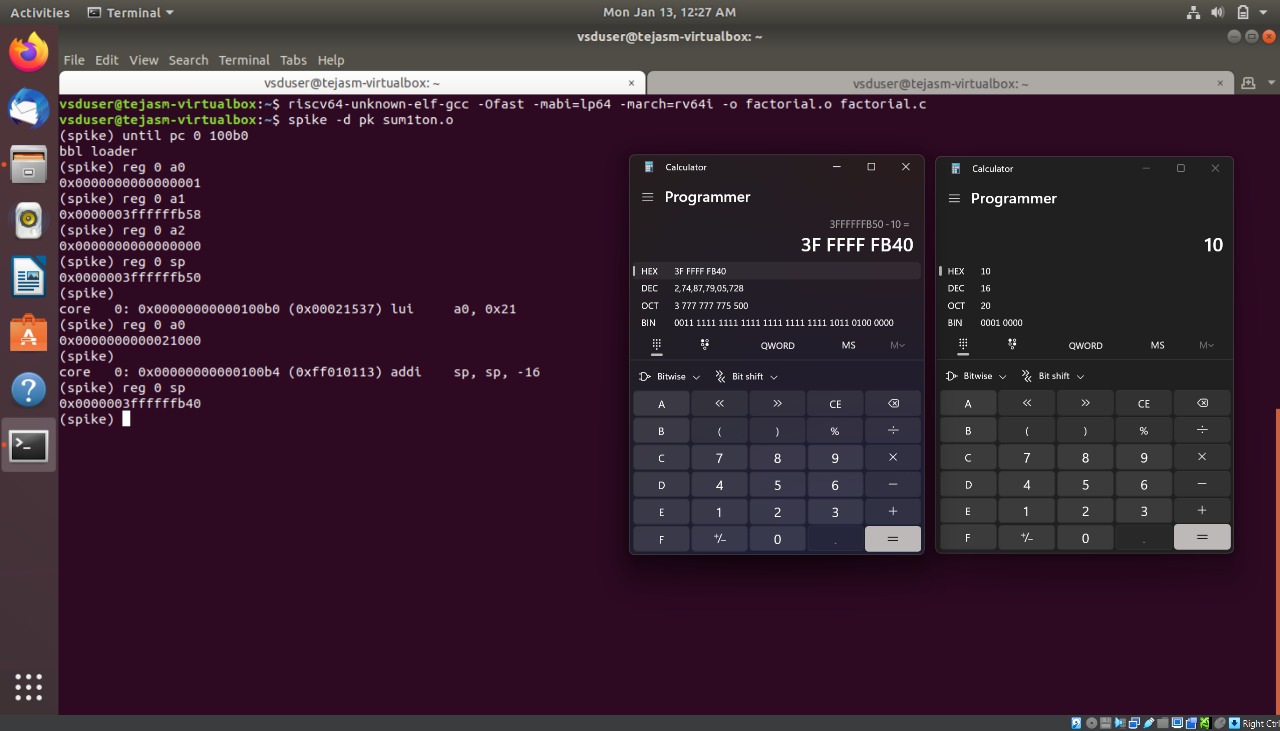 Activities Terminal Mon Jan 13, 12:27 AM
vsduser@tejasm-virtualbox: ~
File Edit View Search Terminal Tabs Help
vsduser@tejasm-virtualbox: ~ × vsduser@tejasm-virtualbox: ~ ×
vsduser@tejasm-virtualbox:~$ riscv64-unknown-elf-gcc -Ofast -mabi=lp64 -march=rv64i -o factorial.o factorial.c
vsduser@tejasm-virtualbox:~$ spike -d pk sum1ton.o
(spike) until pc 0 100b0
bbl loader
(spike) reg 0 a0
0x0000000000000001
(spike) reg 0 a1
0x0000003ffffffb58
(spike) reg 0 a2
0x0000000000000000
(spike) reg 0 sp
0x0000003ffffffb50
(spike)
core   0: 0x00000000000100b0 (0x00021537) lui     a0, 0x21
(spike) reg 0 a0
0x0000000000021000
(spike)
core   0: 0x00000000000100b4 (0xff010113) addi    sp, sp, -16
(spike) reg 0 sp
0x0000003ffffffb40
(spike)
Calculator
Programmer
3FFFFFFB50 - 10 =
3F FFFF FB40
HEX 3F FFFF FB40
DEC 2,74,87,79,05,728
OCT 3 777 777 775 500
BIN 0011 1111 1111 1111 1111 1111 1111 1011 0100 0000
QWORD MS M
Bitwise Bit shift
A « » CE
B ( ) % ÷
C 7 8 9 ×
D 4 5 6 −
E 1 2 3 +
F +/− 0 . =
Calculator
Programmer
10
HEX 10
DEC 16
OCT 20
BIN 0001 0000
QWORD MS M
Bitwise Bit shift
A « » CE
B ( ) % ÷
C 7 8 9 ×
D 4 5 6 −
E 1 2 3 +
F +/− 0 . =
Right Ctrl